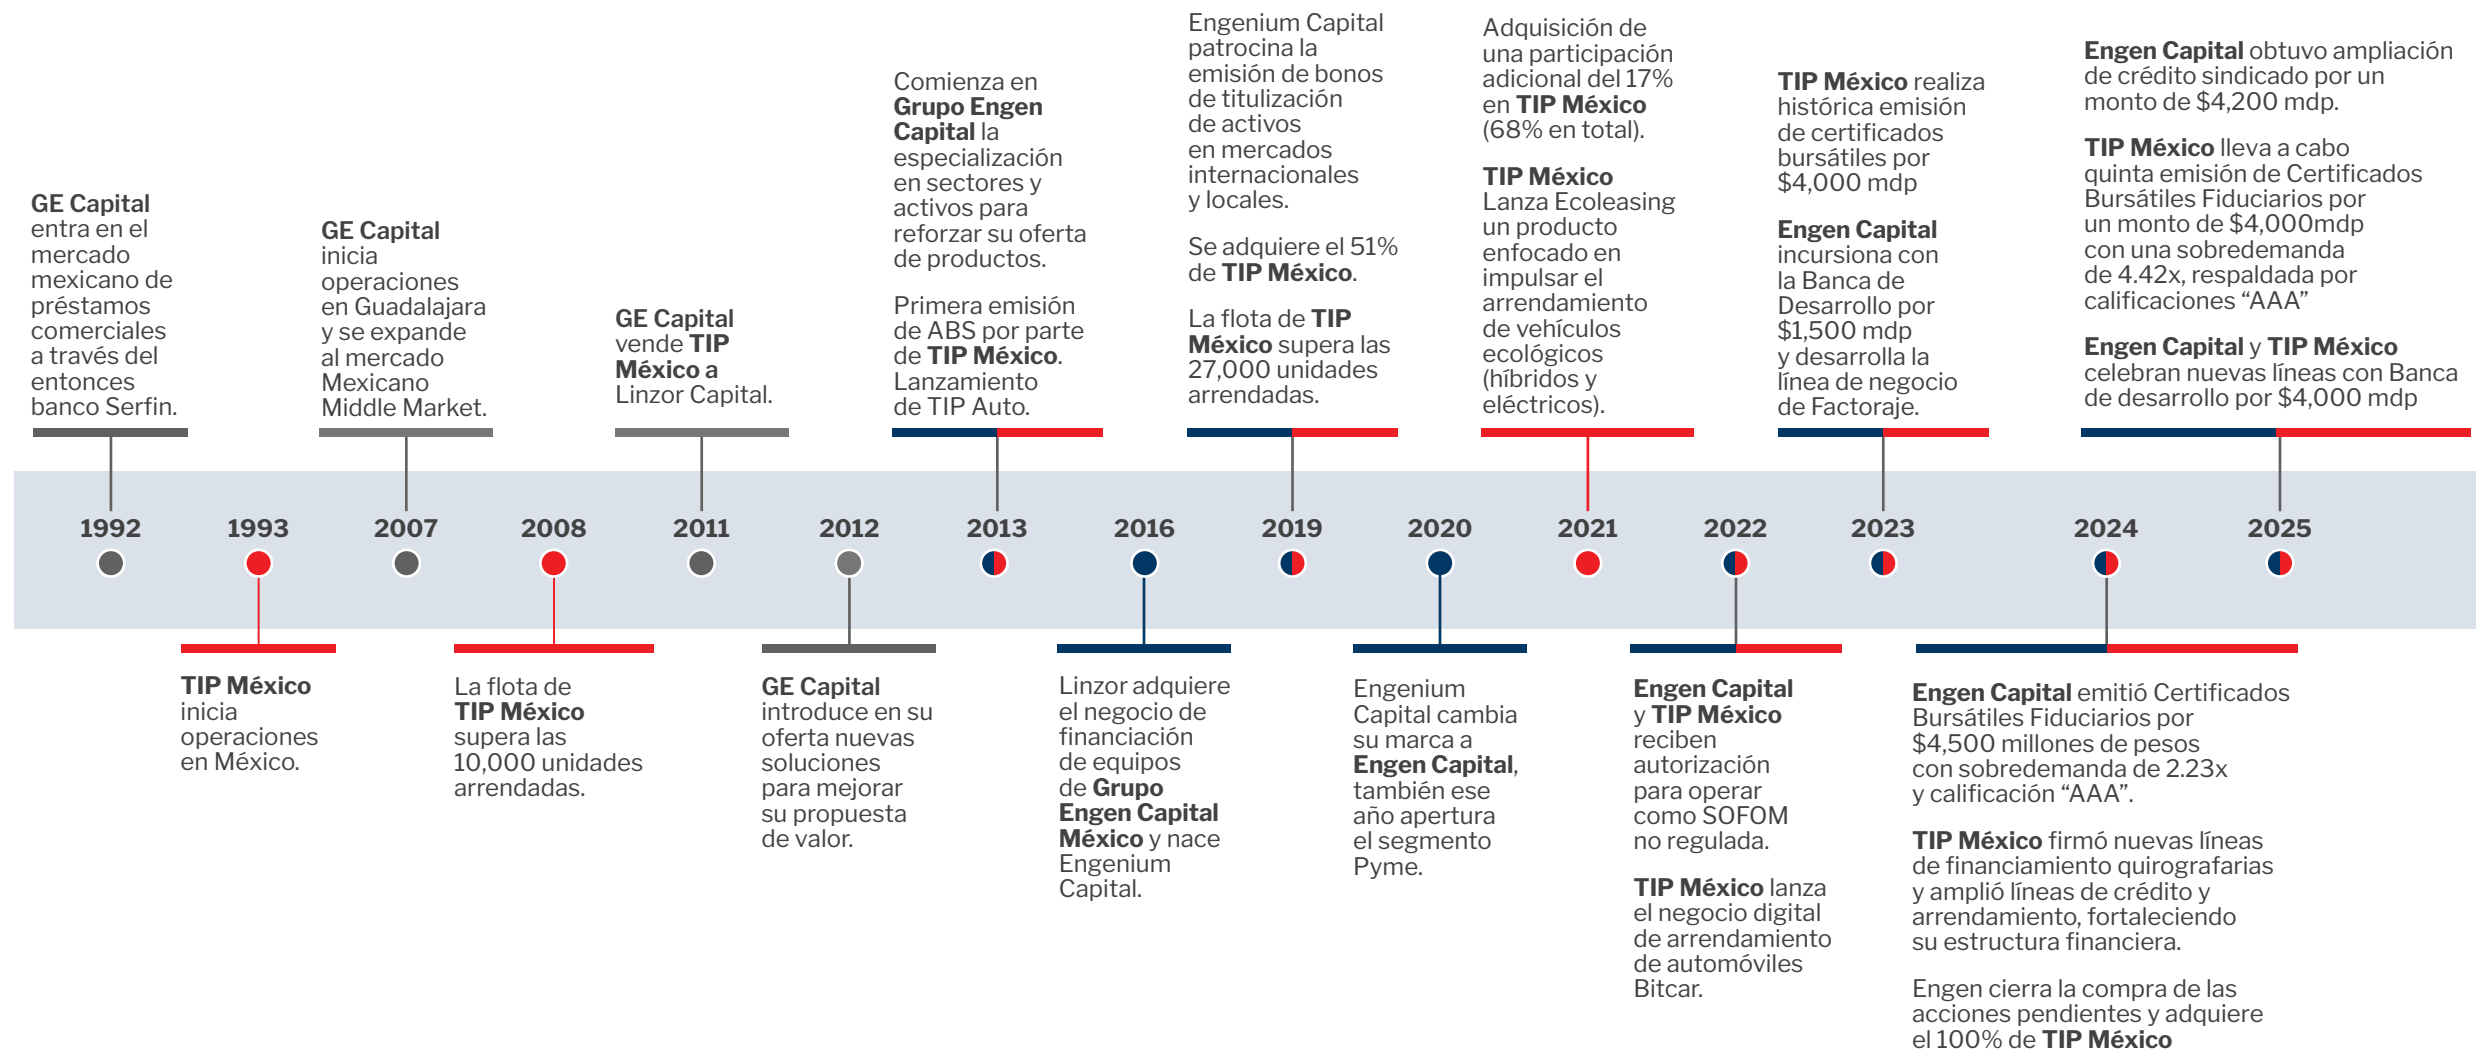 GE Capital
entra en el
mercado
mexicano de
préstamos
comerciales
a través del
entonces
banco Serfin.
GE Capital
inicia
operaciones
en Guadalajara
y se expande
al mercado
Mexicano
Middle Market.
GE Capital
vende TIP
México a
Linzor Capital.
Comienza en
Grupo Engen
Capital la
especialización
en sectores y
activos para
reforzar su oferta
de productos.
Primera emisión
de ABS por parte
de TIP México.
Lanzamiento
de TIP Auto.
Engenium Capital
patrocina la
emisión de bonos
de titulización
de activos
en mercados
internacionales
y locales.
Se adquiere el 51%
de TIP México.
La flota de TIP
México supera las
27,000 unidades
arrendadas.
Adquisición de
una participación
adicional del 17%
en TIP México
(68% en total).
TIP México
Lanza Ecoleasing
un producto
enfocado en
impulsar el
arrendamiento
de vehículos
ecológicos
(híbridos y
eléctricos).
TIP México realiza
histórica emisión
de certificados
bursátiles por
$4,000 mdp
Engen Capital
incursiona con
la Banca de
Desarrollo por
$1,500 mdp
y desarrolla la
línea de negocio
de Factoraje.
Engen Capital obtuvo ampliación
de crédito sindicado por un
monto de $4,200 mdp.
TIP México lleva a cabo
quinta emisión de Certificados
Bursátiles Fiduciarios por
un monto de $4,000mdp
con una sobredemanda
de 4.42x, respaldada por
calificaciones “AAA”
Engen Capital y TIP México
celebran nuevas líneas con Banca
de desarrollo por $4,000 mdp
1992 1993 2007 2008 2011 2012 2013 2016 2019 2020 2021 2022 2023 2024 2025
TIP México
inicia
operaciones
en México.
La flota de
TIP México
supera las
10,000 unidades
arrendadas.
GE Capital
introduce en su
oferta nuevas
soluciones
para mejorar
su propuesta
de valor.
Linzor adquiere
el negocio de
financiación
de equipos
de Grupo
Engen Capital
México y nace
Engenium
Capital.
Engenium
Capital cambia
su marca a
Engen Capital,
también ese
año apertura
el segmento
Pyme.
Engen Capital
y TIP México
reciben
autorización
para operar
como SOFOM
no regulada.
TIP México lanza
el negocio digital
de arrendamiento
de automóviles
Bitcar.
Engen Capital emitió Certificados
Bursátiles Fiduciarios por
$4,500 millones de pesos
con sobredemanda de 2.23x
y calificación “AAA”.
TIP México firmó nuevas líneas
de financiamiento quirografarias
y amplió líneas de crédito y
arrendamiento, fortaleciendo
su estructura financiera.
Engen cierra la compra de las
acciones pendientes y adquiere
el 100% de TIP México